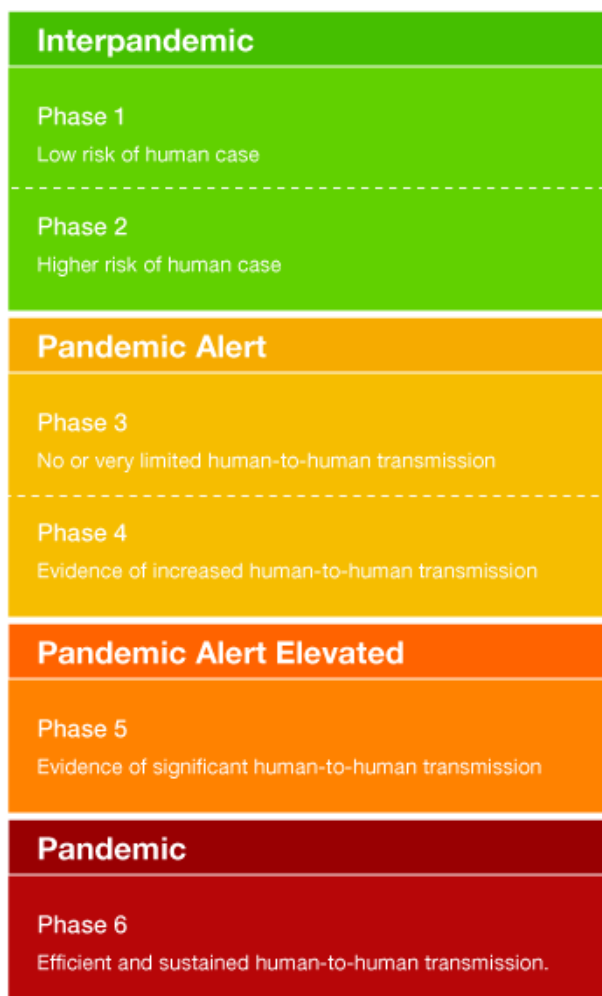 Interpandemic
Phase 1
Low risk of human case
Phase 2
Higher risk of human case
Pandemic Alert
Phase 3
No or very limited human-to-human transmission
Phase 4
Evidence of increased human-to-human transmission
Pandemic Alert Elevated
Phase 5
Evidence of significant human-to-human transmission
Pandemic
Phase 6
Efficient and sustained human-to-human transmission.